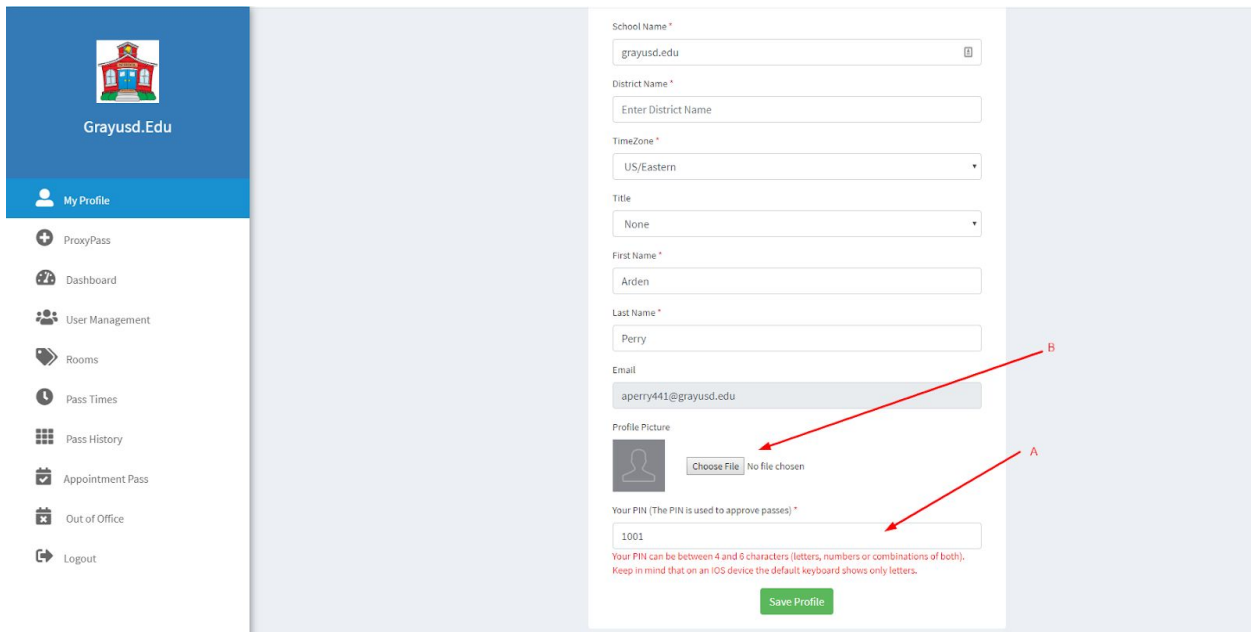 Grayusd.Edu
My Profile
ProxyPass
Dashboard
User Management
Rooms
Pass Times
Pass History
Appointment Pass
Out of Office
Logout
School Name *
grayusd.edu
District Name *
Enter District Name
TimeZone *
US/Eastern
Title
None
First Name *
Arden
Last Name *
Perry
B
Email
aperry441@grayusd.edu
Profile Picture
Choose File No file chosen
A
Your PIN (The PIN is used to approve passes) *
1001
Your PIN can be between 4 and 6 characters (letters, numbers or combinations of both).
Keep in mind that on an IOS device the default keyboard shows only letters.
Save Profile